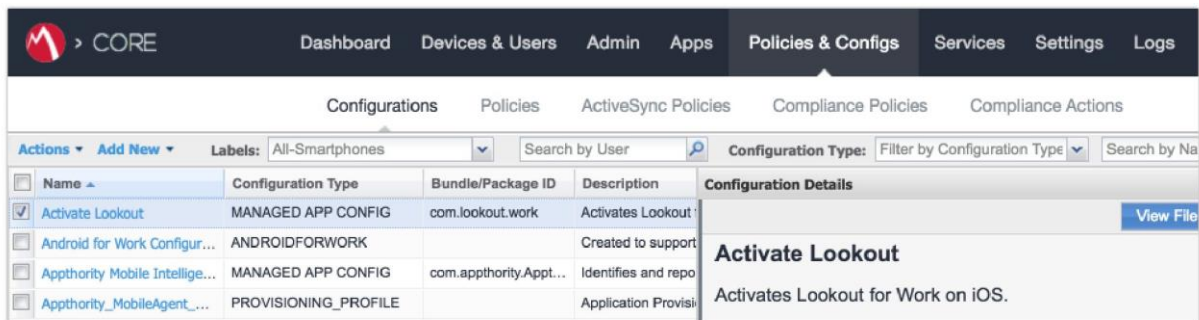 › CORE Dashboard Devices & Users Admin Apps Policies & Configs Services Settings Logs
Configurations Policies ActiveSync Policies Compliance Policies Compliance Actions
Actions Add New Labels: All-Smartphones Search by User Configuration Type: Filter by Configuration Type Search by Na
Name Configuration Type Bundle/Package ID Description Configuration Details
Activate Lookout MANAGED APP CONFIG com.lookout.work Activates Lookout
View File
Android for Work Configur... ANDROIDFORWORK Created to support
Activate Lookout
Appthority Mobile Intellige... MANAGED APP CONFIG com.appthority.Appt... Identifies and repo
Appthority_MobileAgent_... PROVISIONING_PROFILE Application Provisi
Activates Lookout for Work on iOS.